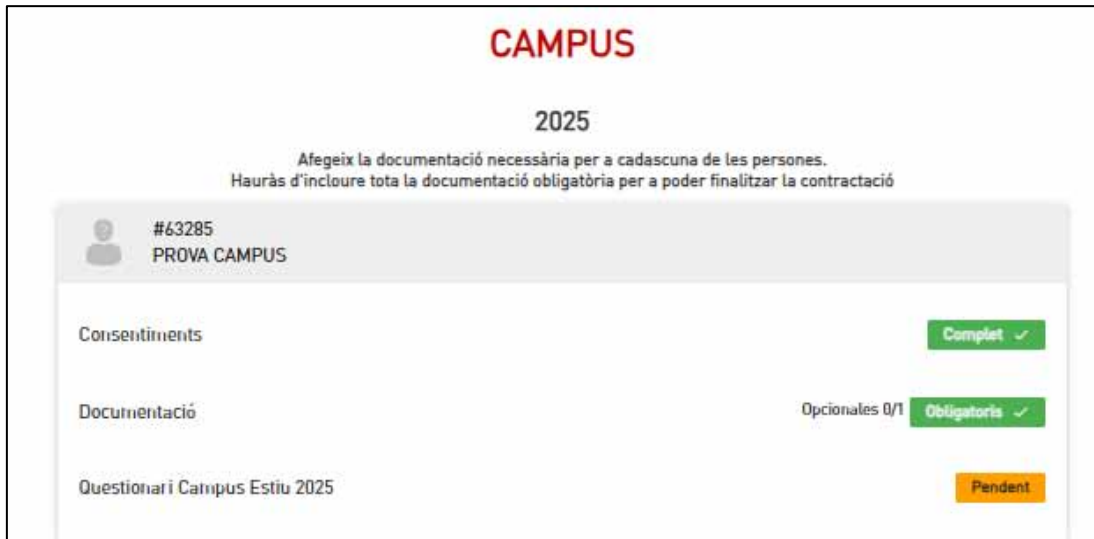 CAMPUS
2025
Afegeix la documentació necessària per a cadascuna de les persones.
Hauràs d'incloure tota la documentació obligatòria per a poder finalitzar la contractació
#63285
PROVA CAMPUS
Consentiments
Complet ✓
Documentació
Opcionales 0/1
Obligatoris ✓
Questionari Campus Estiu 2025
Pendent